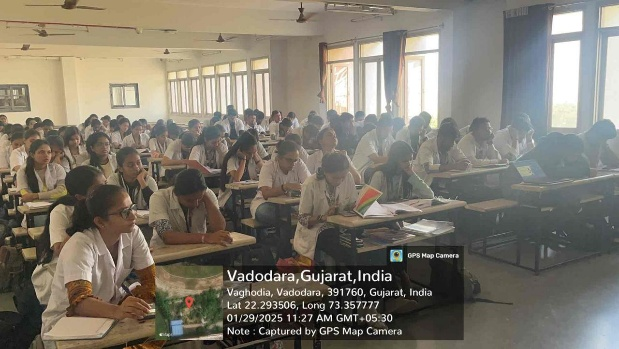 GPS Map Camera
Vadodara,Gujarat,India
Vaghodia, Vadodara, 391760, Gujarat, India
Lat 22.293506, Long 73.357777
01/29/2025 11:27 AM GMT+05:30
Note : Captured by GPS Map Camera